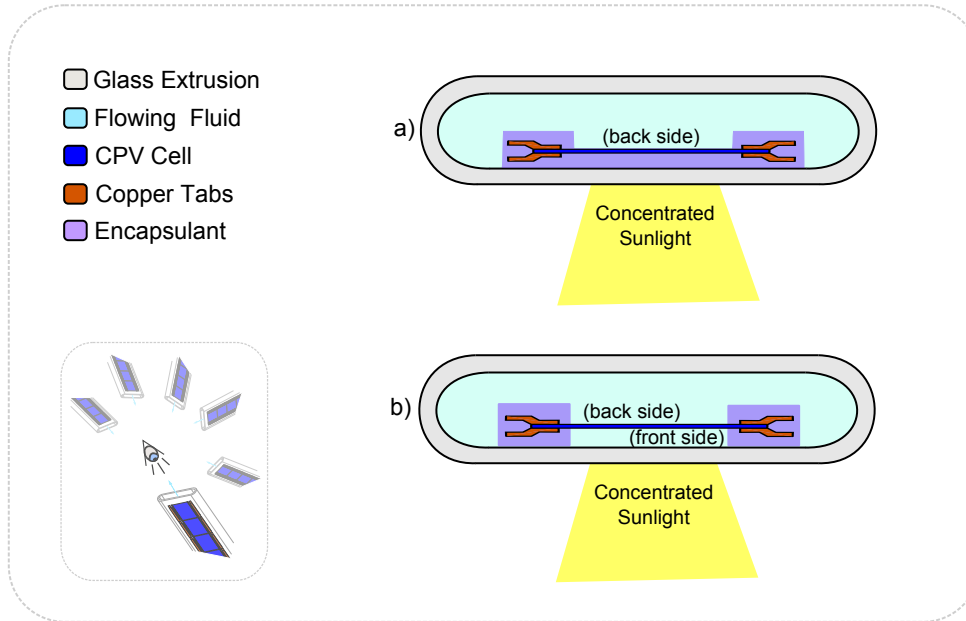 Glass Extrusion
Flowing Fluid
CPV Cell
Copper Tabs
Encapsulant
a)
(back side)
Concentrated
Sunlight
b)
(back side)
(front side)
Concentrated
Sunlight